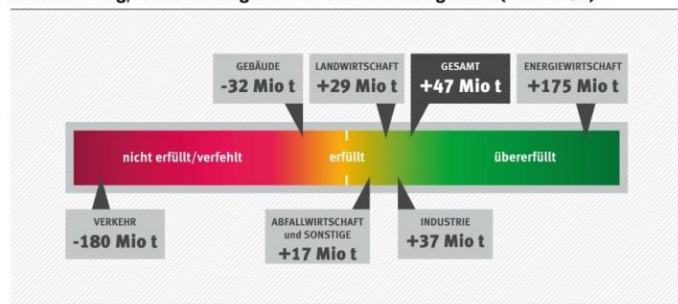 GEBÄUDE
-32 Mio t
LANDWIRTSCHAFT
+29 Mio t
GESAMT
+47 Mio t
ENERGIEWIRTSCHAFT
+175 Mio t
nicht erfüllt/verfehlt
erfüllt
übererfüllt
VERKEHR
-180 Mio t
ABFALLWIRTSCHAFT
und SONSTIGE
+17 Mio t
INDUSTRIE
+37 Mio t